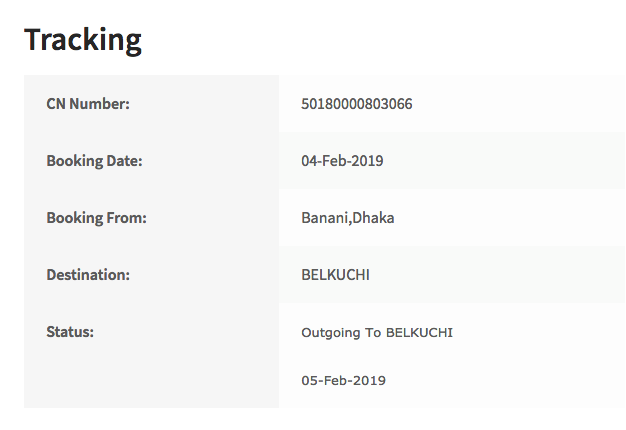 Tracking
CN Number: 50180000803066
Booking Date: 04-Feb-2019
Booking From: Banani,Dhaka
Destination: BELKUCHI
Status: Outgoing To BELKUCHI
05-Feb-2019